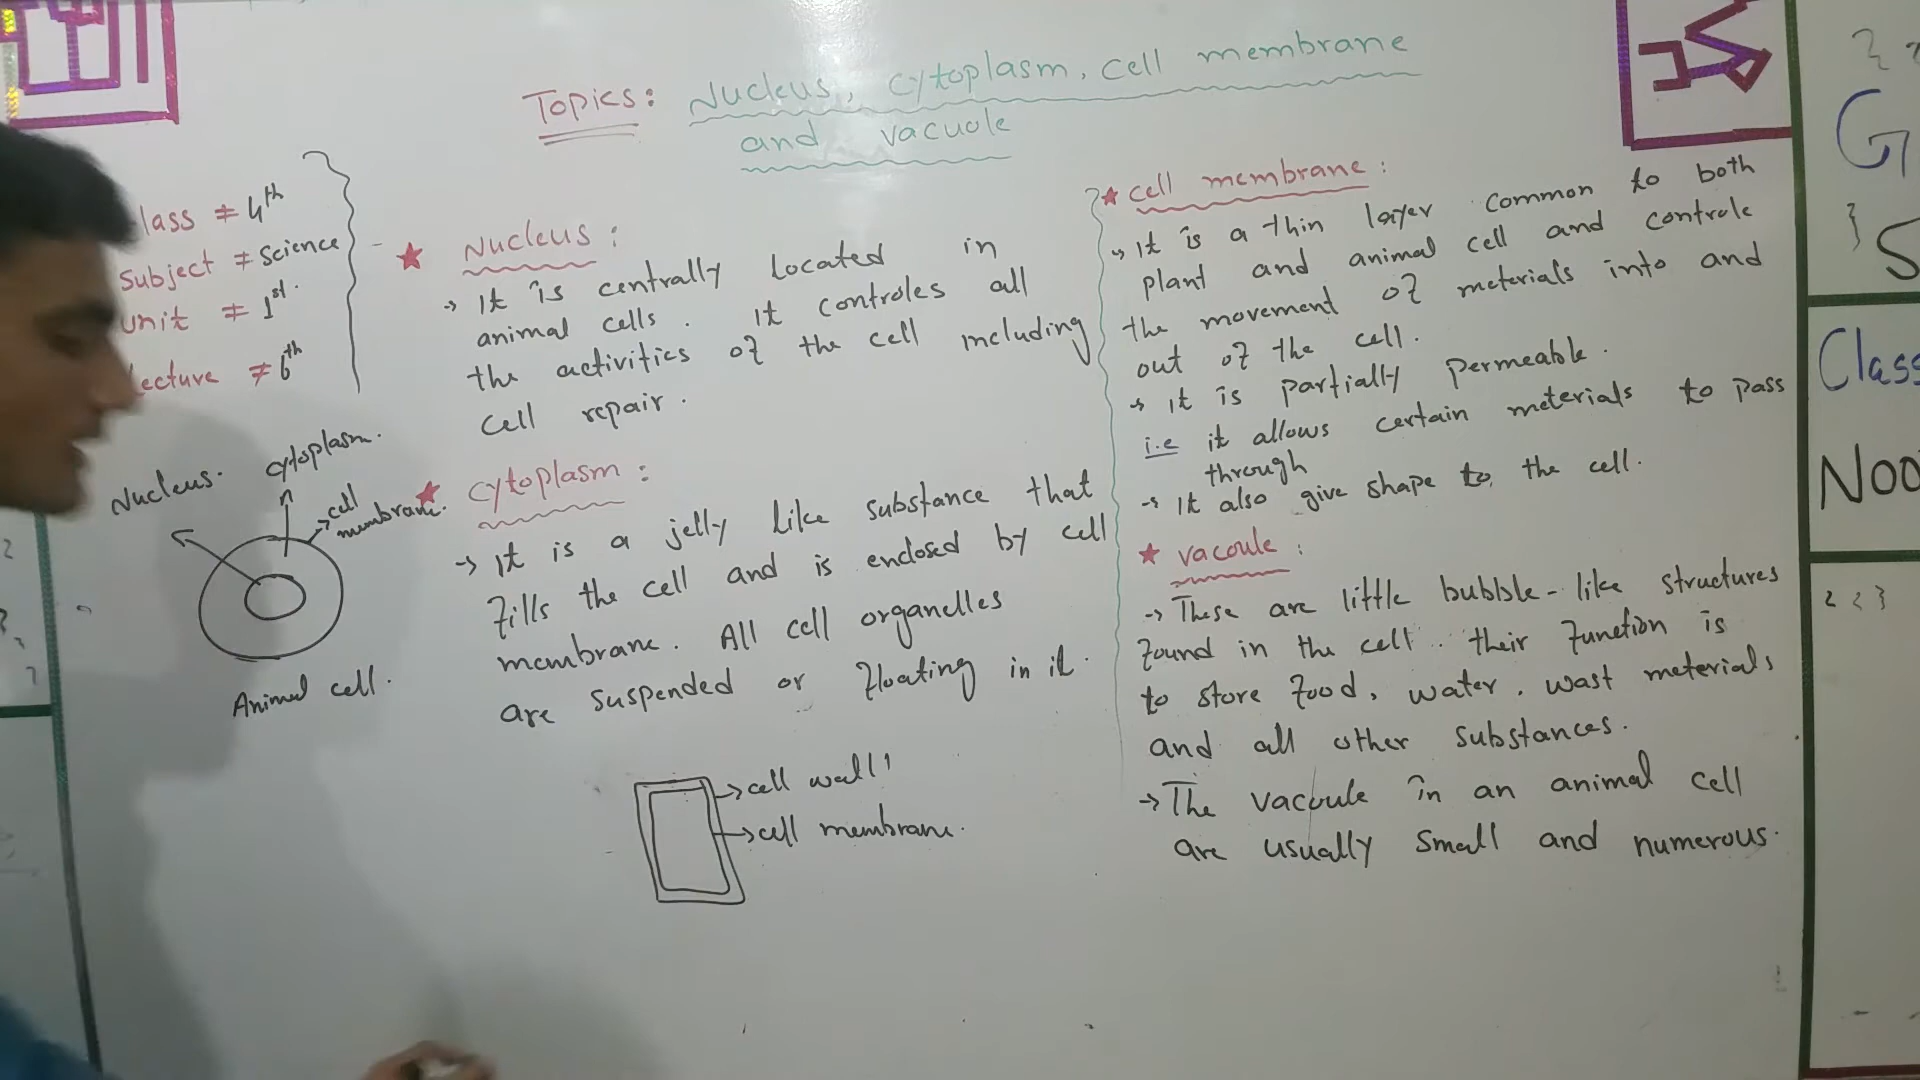 Topics: Nucleus, cytoplasm, cell membrane
and vacuole
lass ≠ 4th
Subject ≠ Science
unit ≠ 1st.
ecture ≠ 6th
★ Nucleus:
→ It is centrally located in
animal cells. It controles all
the activities of the cell including
cell repair.
Nucleus.
cytoplasm.
cell
membrane.
Animal cell.
★ cytoplasm:
→ It is a jelly like substance that
fills the cell and is enclosed by cell
membrane. All cell organelles
are suspended or floating in it.
→ cell wall
→ cell membrane.
★ cell membrane:
→ It is a thin layer common to both
plant and animal cell and controle
the movement of meterials into and
out of the cell.
→ It is partially permeable.
i.e it allows certain meterials to pass
through
→ It also give shape to the cell.
★ vacoule:
→ These are little bubble-like structures
found in the cell. their function is
to store food, water, wast meterials
and all other substances.
→ The vacoule in an animal cell
are usually small and numerous.
G
S
Class
Noo